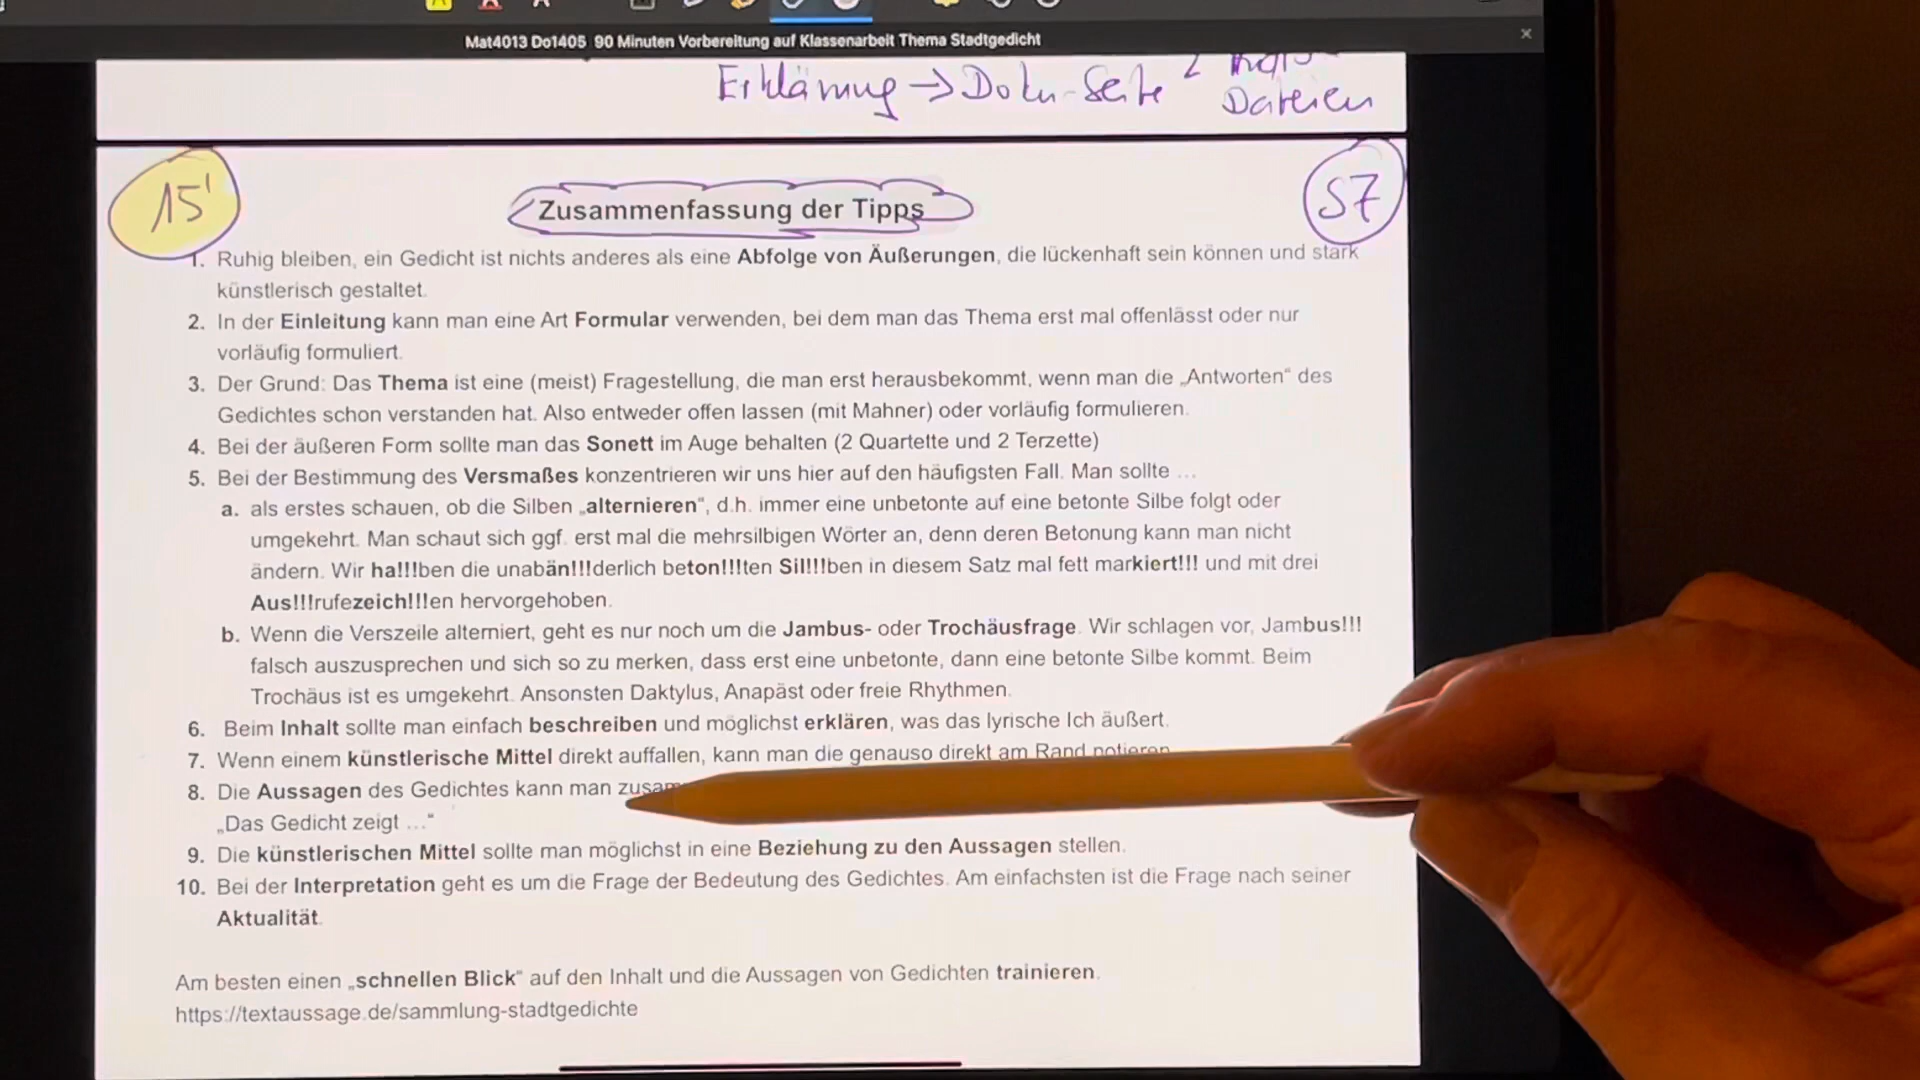 Mat4013 Do1405 90 Minuten Vorbereitung auf Klassenarbeit Thema Stadtgedicht
Erklärung → Doku-Seite
Dateien
15'
Zusammenfassung der Tipps
S7
1. Ruhig bleiben, ein Gedicht ist nichts anderes als eine Abfolge von Äußerungen, die lückenhaft sein können und stark
künstlerisch gestaltet.
2. In der Einleitung kann man eine Art Formular verwenden, bei dem man das Thema erst mal offenlässt oder nur
vorläufig formuliert.
3. Der Grund: Das Thema ist eine (meist) Fragestellung, die man erst herausbekommt, wenn man die „Antworten“ des
Gedichtes schon verstanden hat. Also entweder offen lassen (mit Mahner) oder vorläufig formulieren.
4. Bei der äußeren Form sollte man das Sonett im Auge behalten (2 Quartette und 2 Terzette)
5. Bei der Bestimmung des Versmaßes konzentrieren wir uns hier auf den häufigsten Fall. Man sollte ...
a. als erstes schauen, ob die Silben „alternieren“, d.h. immer eine unbetonte auf eine betonte Silbe folgt oder
umgekehrt. Man schaut sich ggf. erst mal die mehrsilbigen Wörter an, denn deren Betonung kann man nicht
ändern. Wir ha!!!ben die unabän!!!derlich beton!!!ten Sil!!!ben in diesem Satz mal fett markiert!!! und mit drei
Aus!!!rufezeich!!!en hervorgehoben.
b. Wenn die Verszeile alterniert, geht es nur noch um die Jambus- oder Trochäusfrage. Wir schlagen vor, Jambus!!!
falsch auszusprechen und sich so zu merken, dass erst eine unbetonte, dann eine betonte Silbe kommt. Beim
Trochäus ist es umgekehrt. Ansonsten Daktylus, Anapäst oder freie Rhythmen.
6. Beim Inhalt sollte man einfach beschreiben und möglichst erklären, was das lyrische Ich äußert.
7. Wenn einem künstlerische Mittel direkt auffallen, kann man die genauso direkt am Rand notieren
8. Die Aussagen des Gedichtes kann man
„Das Gedicht zeigt ...“
9. Die künstlerischen Mittel sollte man möglichst in eine Beziehung zu den Aussagen stellen.
10. Bei der Interpretation geht es um die Frage der Bedeutung des Gedichtes. Am einfachsten ist die Frage nach seiner
Aktualität.
Am besten einen „schnellen Blick“ auf den Inhalt und die Aussagen von Gedichten trainieren.
https://textaussage.de/sammlung-stadtgedichte